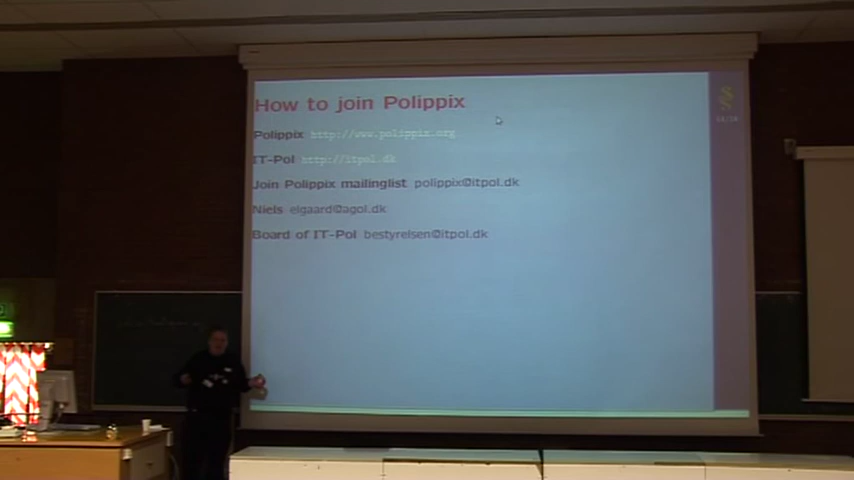 How to join Polippix
Polippix http://www.polippix.org
IT-Pol http://itpol.dk
Join Polippix mailinglist polippix@itpol.dk
Niels elgaard@agol.dk
Board of IT-Pol bestyrelsen@itpol.dk